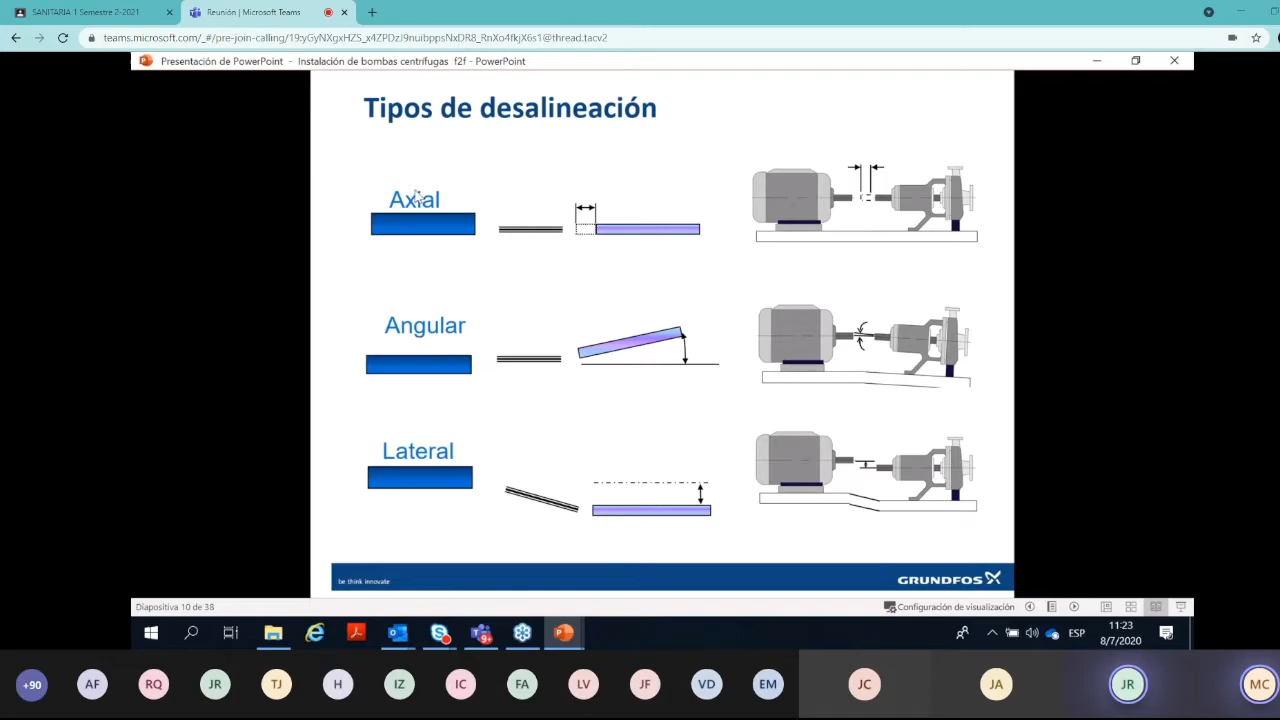 SANITARIA 1 Semestre 2-2021
Reunión | Microsoft Teams
teams.microsoft.com/_#/pre-join-calling/19:yGyNXgxHZS_x4ZPDzJ9nuibppsNxDR8_RnXo4fkjX6s1@thread.tacv2
Presentación de PowerPoint - Instalación de bombas centrífugas f2f - PowerPoint
Tipos de desalineación
Axial
Angular
Lateral
be think innovate
GRUNDFOS
Diapositiva 10 de 38
Configuración de visualización
9+
ESP
11:23
8/7/2020
+90
AF
RQ
JR
TJ
H
IZ
IC
FA
LV
JF
VD
EM
JC
JA
JR
MC